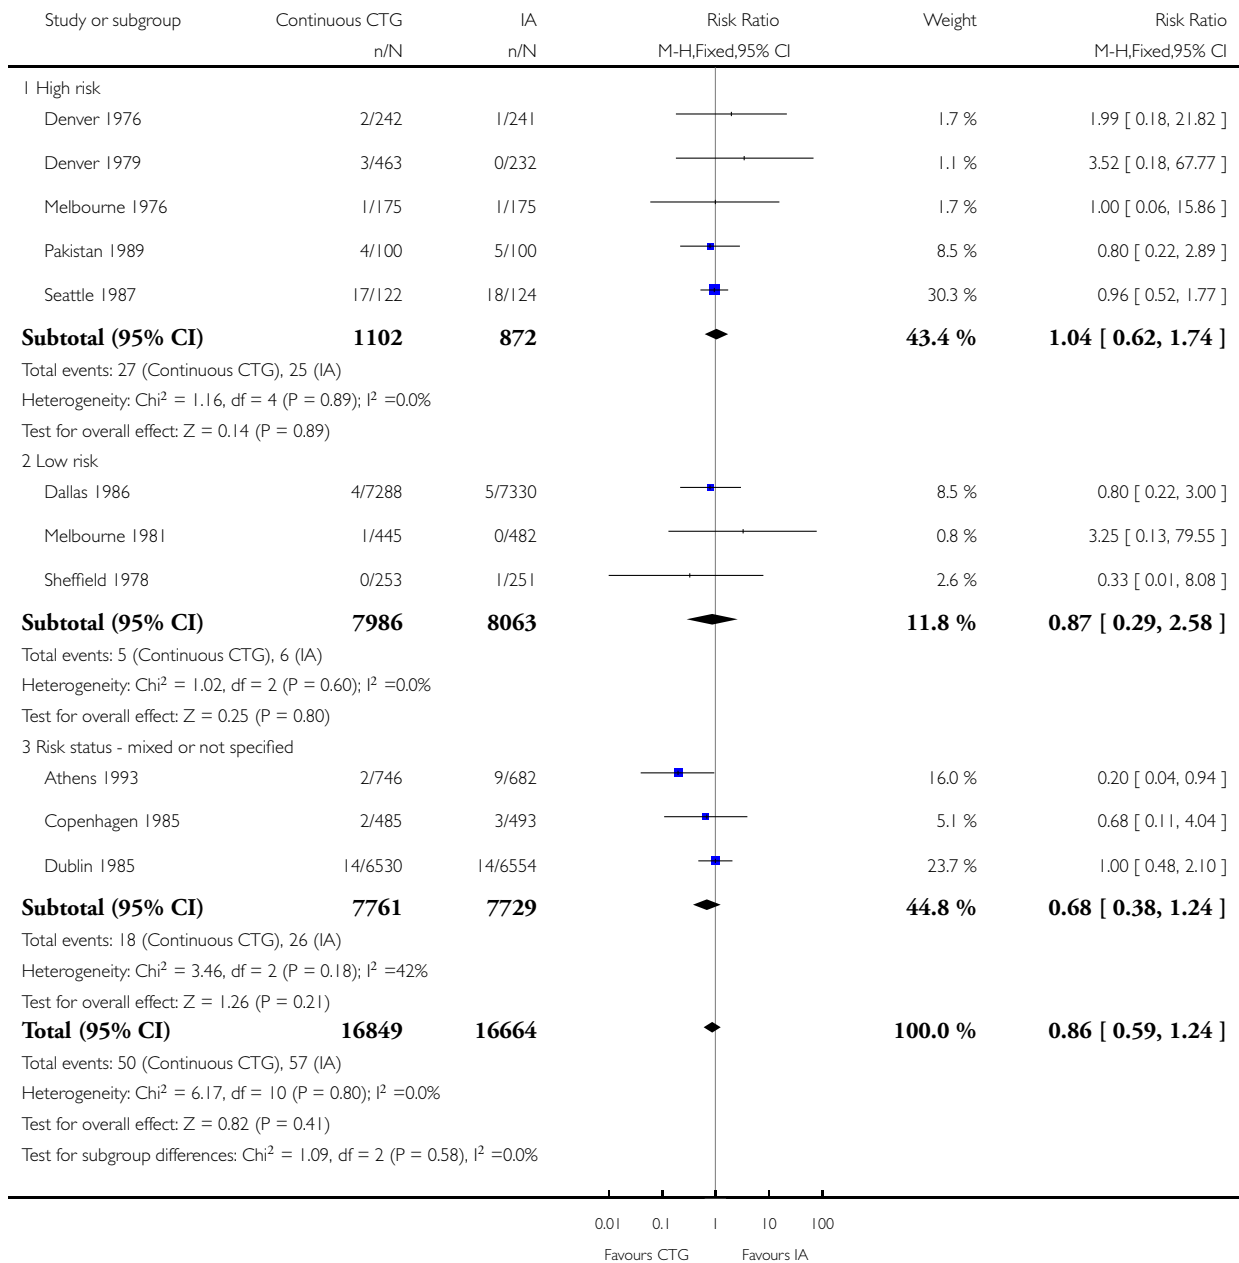 Study or subgroup Continuous CTG IA Risk Ratio Weight Risk Ratio
n/N n/N M-H,Fixed,95% CI M-H,Fixed,95% CI
1 High risk
Denver 1976 2/242 1/241 1.7 % 1.99 [ 0.18, 21.82 ]
Denver 1979 3/463 0/232 1.1 % 3.52 [ 0.18, 67.77 ]
Melbourne 1976 1/175 1/175 1.7 % 1.00 [ 0.06, 15.86 ]
Pakistan 1989 4/100 5/100 8.5 % 0.80 [ 0.22, 2.89 ]
Seattle 1987 17/122 18/124 30.3 % 0.96 [ 0.52, 1.77 ]
Subtotal (95% CI) 1102 872 43.4 % 1.04 [ 0.62, 1.74 ]
Total events: 27 (Continuous CTG), 25 (IA)
Heterogeneity: Chi² = 1.16, df = 4 (P = 0.89); I² =0.0%
Test for overall effect: Z = 0.14 (P = 0.89)
2 Low risk
Dallas 1986 4/7288 5/7330 8.5 % 0.80 [ 0.22, 3.00 ]
Melbourne 1981 1/445 0/482 0.8 % 3.25 [ 0.13, 79.55 ]
Sheffield 1978 0/253 1/251 2.6 % 0.33 [ 0.01, 8.08 ]
Subtotal (95% CI) 7986 8063 11.8 % 0.87 [ 0.29, 2.58 ]
Total events: 5 (Continuous CTG), 6 (IA)
Heterogeneity: Chi² = 1.02, df = 2 (P = 0.60); I² =0.0%
Test for overall effect: Z = 0.25 (P = 0.80)
3 Risk status - mixed or not specified
Athens 1993 2/746 9/682 16.0 % 0.20 [ 0.04, 0.94 ]
Copenhagen 1985 2/485 3/493 5.1 % 0.68 [ 0.11, 4.04 ]
Dublin 1985 14/6530 14/6554 23.7 % 1.00 [ 0.48, 2.10 ]
Subtotal (95% CI) 7761 7729 44.8 % 0.68 [ 0.38, 1.24 ]
Total events: 18 (Continuous CTG), 26 (IA)
Heterogeneity: Chi² = 3.46, df = 2 (P = 0.18); I² =42%
Test for overall effect: Z = 1.26 (P = 0.21)
Total (95% CI) 16849 16664 100.0 % 0.86 [ 0.59, 1.24 ]
Total events: 50 (Continuous CTG), 57 (IA)
Heterogeneity: Chi² = 6.17, df = 10 (P = 0.80); I² =0.0%
Test for overall effect: Z = 0.82 (P = 0.41)
Test for subgroup differences: Chi² = 1.09, df = 2 (P = 0.58), I² =0.0%
0.01 0.1 1 10 100
Favours CTG Favours IA